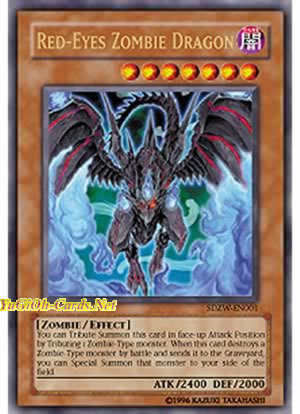 RED-EYES ZOMBIE DRAGON
闇
SDZW-EN001
YuGiOh-Cards.Net
[ZOMBIE/EFFECT]
You can Tribute Summon this card in face-up Attack Position
by Tributing 1 Zombie-Type monster. When this card destroys
a Zombie-Type monster by battle and sends it to the Graveyard,
you can Special Summon that monster to your side of the
field.
ATK/2400 DEF/2000
©1996 KAZUKI TAKAHASHI